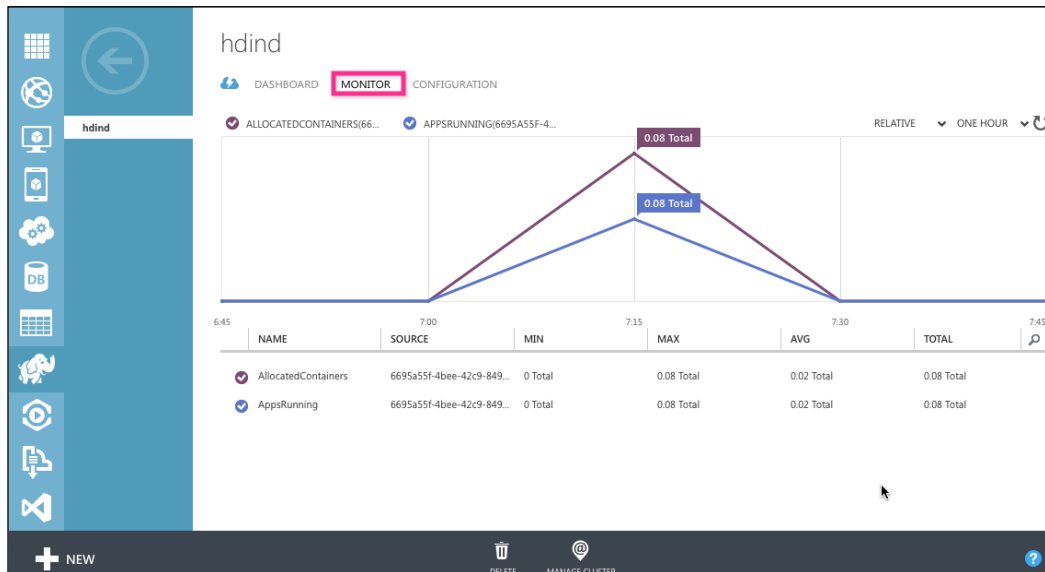 hdind
DASHBOARD MONITOR CONFIGURATION
hdind
ALLOCATEDCONTAINERS(66... APPSRUNNING(6695A55F-4... RELATIVE ONE HOUR
0.08 Total
0.08 Total
DB
6:45 7:00 7:15 7:30 7:45
NAME SOURCE MIN MAX AVG TOTAL
AllocatedContainers 6695a55f-4bee-42c9-849... 0 Total 0.08 Total 0.02 Total 0.08 Total
AppsRunning 6695a55f-4bee-42c9-849... 0 Total 0.08 Total 0.02 Total 0.08 Total
NEW
DELETE MANAGE CLUSTER